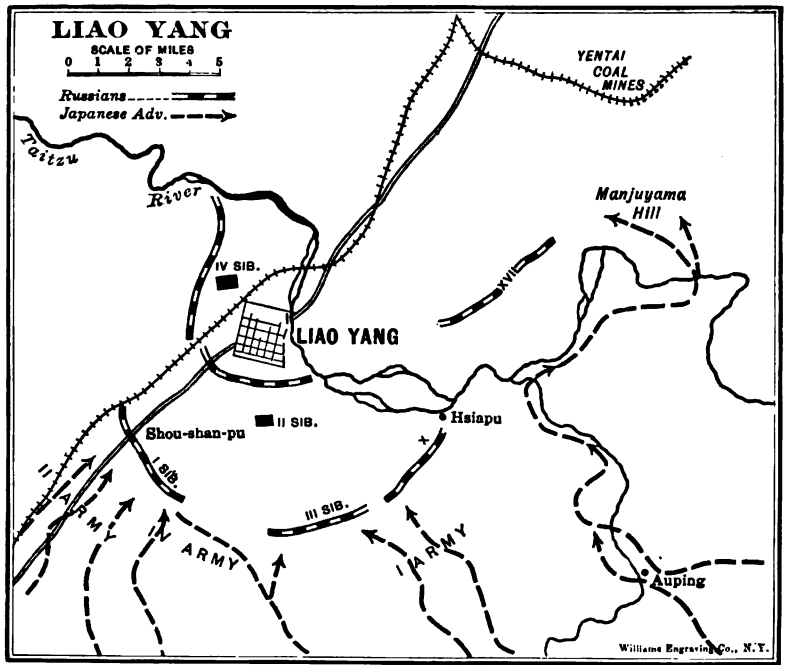 LIAO YANG
SCALE OF MILES
0 1 2 3 4 5
Russians
Japanese Adv.
YENTAI
COAL
MINES
Taitzu
River
Manjuyama
Hill
IV SIB.
XVII
LIAO YANG
Hsiapu
II SIB.
Shou-shan-pu
X
I SIB.
III SIB.
II ARMY
IV ARMY
I ARMY
Auping
Williams Engraving Co., N.Y.